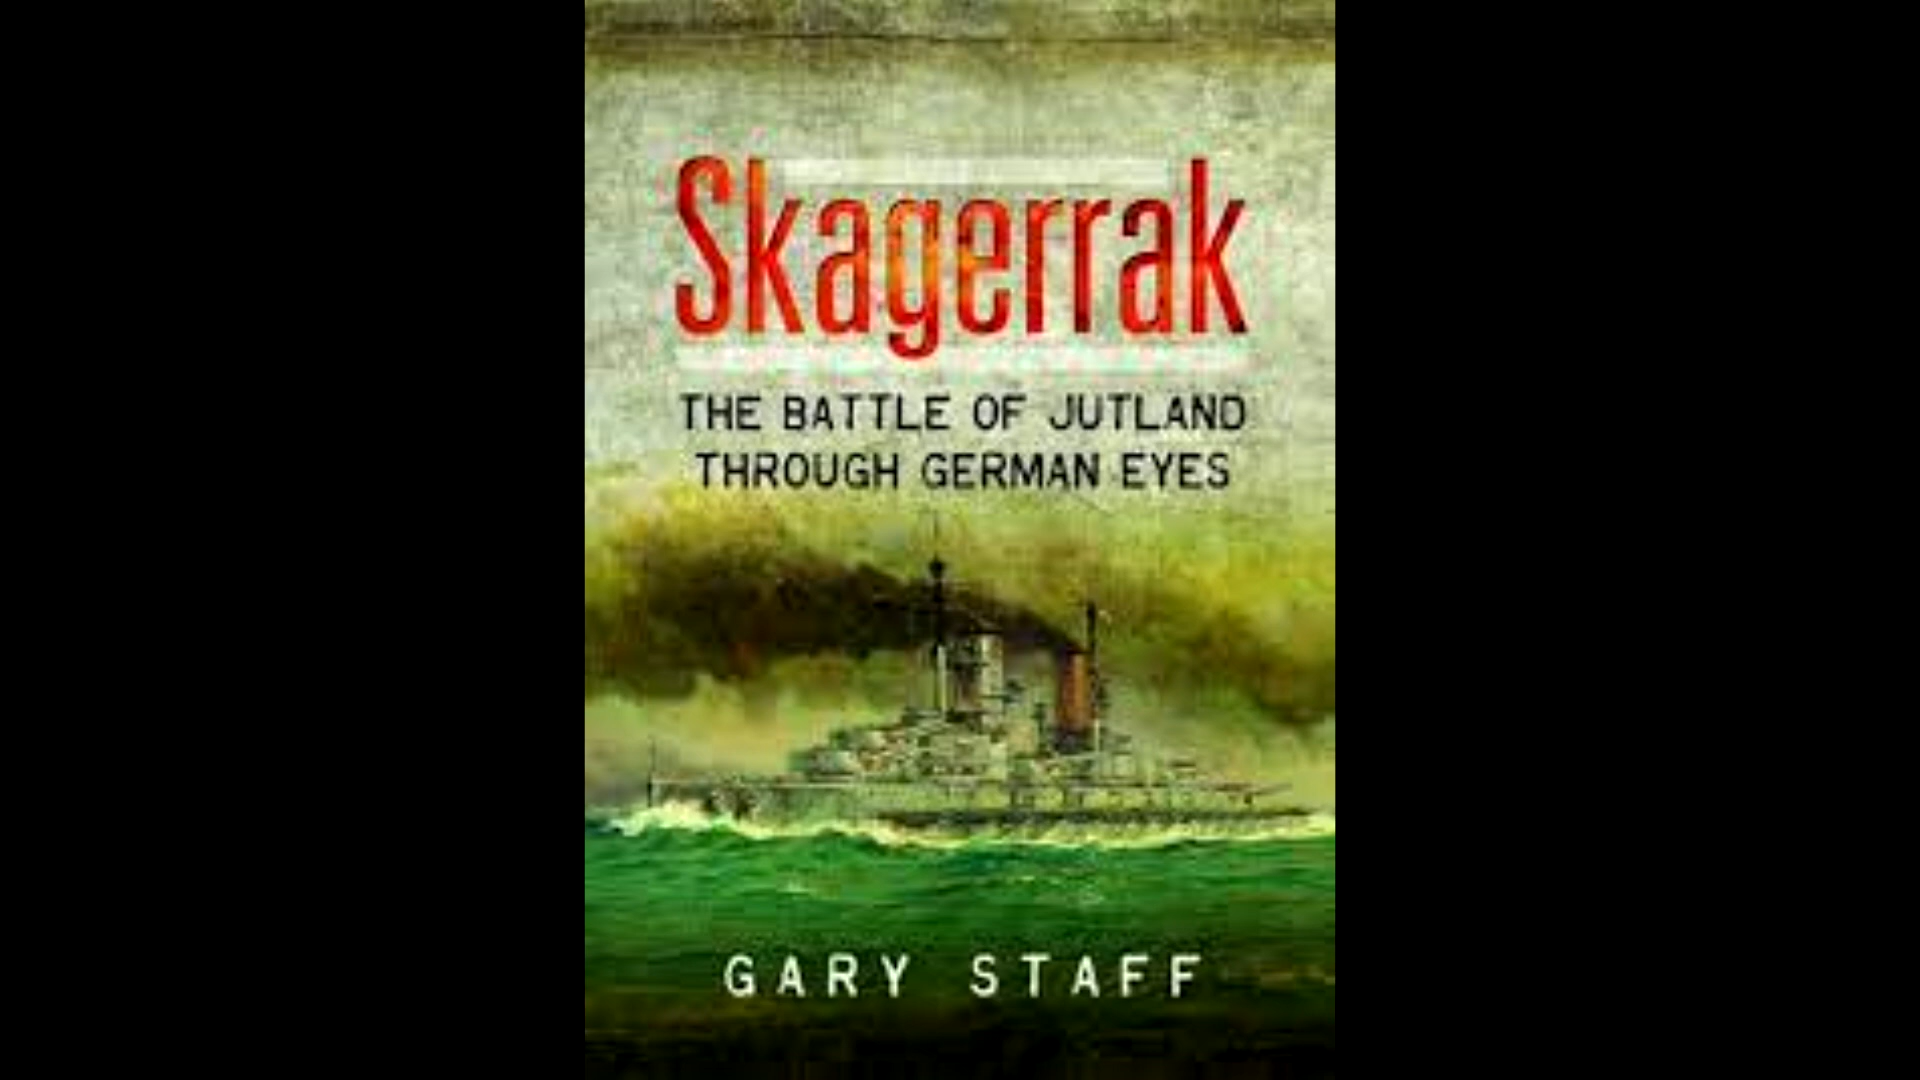 Skagerrak
THE BATTLE OF JUTLAND
THROUGH GERMAN EYES
GARY STAFF